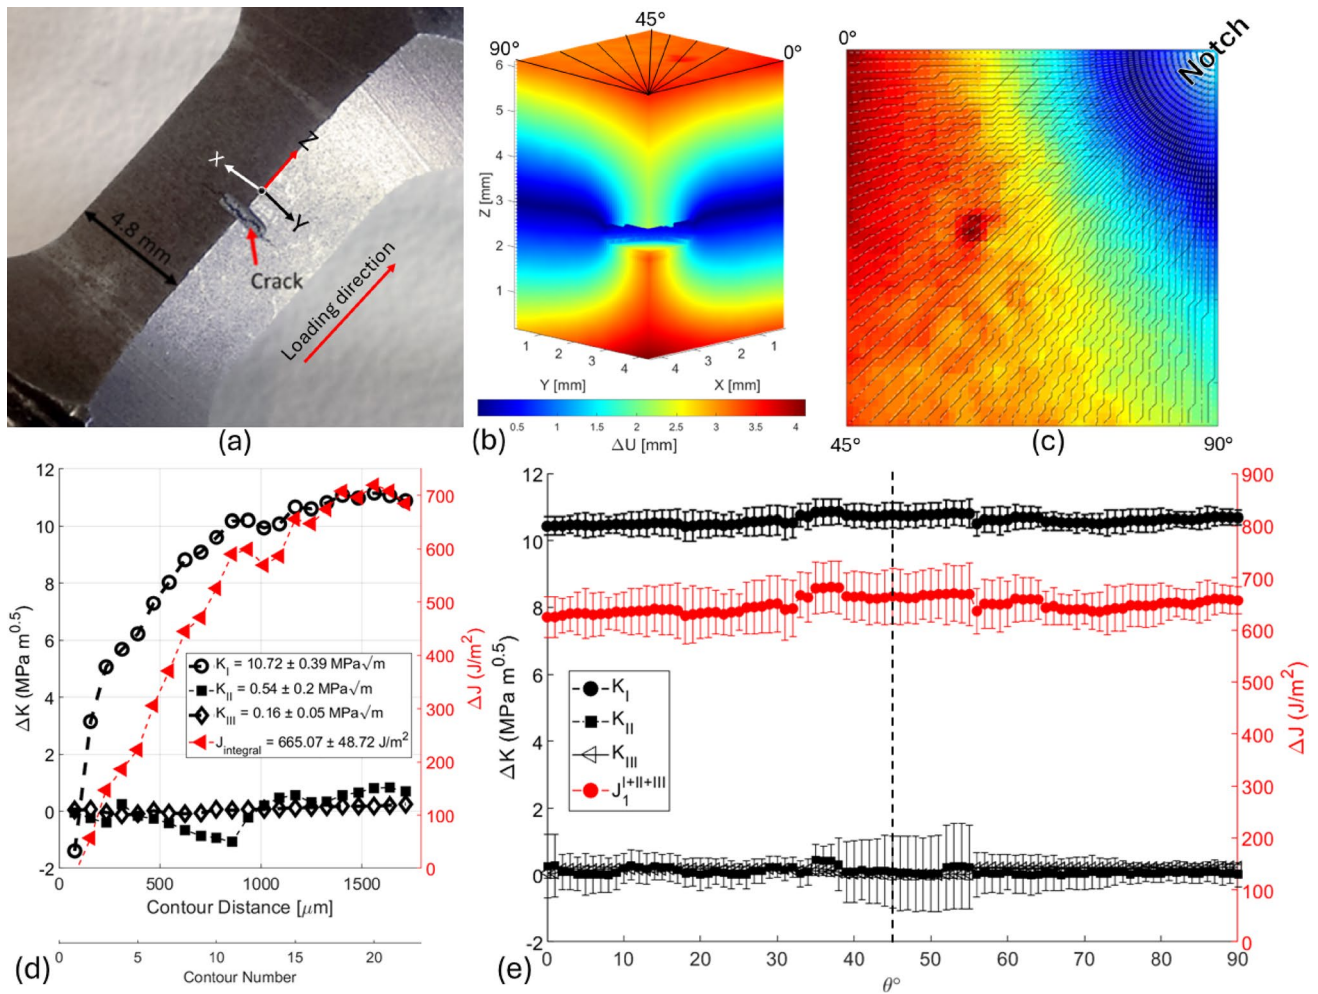 X
Z
Y
4.8 mm
Crack
Loading direction
(a)
45°
90°
0°
6
5
4
3
2
1
Z [mm]
1
2
3
4
4
3
2
1
Y [mm]
X [mm]
0.5
1
1.5
2
2.5
3
3.5
4
ΔU [mm]
(b)
0°
Notch
45°
90°
(c)
12
10
8
6
4
2
0
-2
ΔK (MPa m^0.5)
700
600
500
400
300
200
100
0
ΔJ (J/m²)
K_I = 10.72 ± 0.39 MPa√m
K_II = 0.54 ± 0.2 MPa√m
K_III = 0.16 ± 0.05 MPa√m
J_integral = 665.07 ± 48.72 J/m²
0
500
1000
1500
Contour Distance [μm]
0
5
10
15
20
Contour Number
(d)
12
10
8
6
4
2
0
-2
ΔK (MPa m^0.5)
K_I
K_II
K_III
J_1^I+II+III
900
800
700
600
500
400
300
200
100
0
ΔJ (J/m²)
0
10
20
30
40
50
60
70
80
90
θ°
(e)